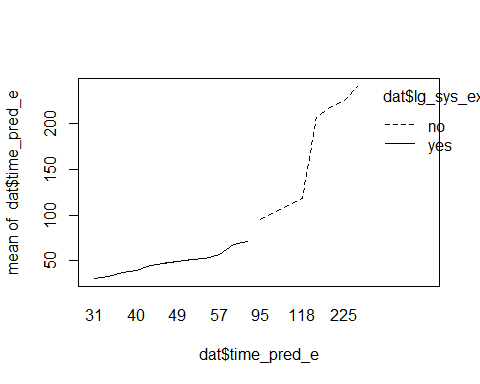 mean of dat$time_pred_e
50
100
150
200
dat$lg_sys_ex
no
yes
31
40
49
57
95
118
225
dat$time_pred_e